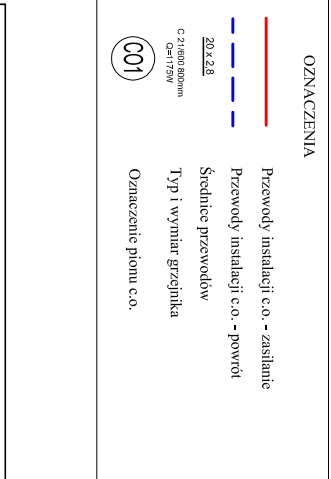 OZNACZENIA
Przewody instalacji c.o. - zasilanie
Przewody instalacji c.o. - powrót
20 x 2,8
Średnice przewodów
C 21/600 800mm
Q=1175W
Typ i wymiar grzejnika
C01
Oznaczenie pionu c.o.